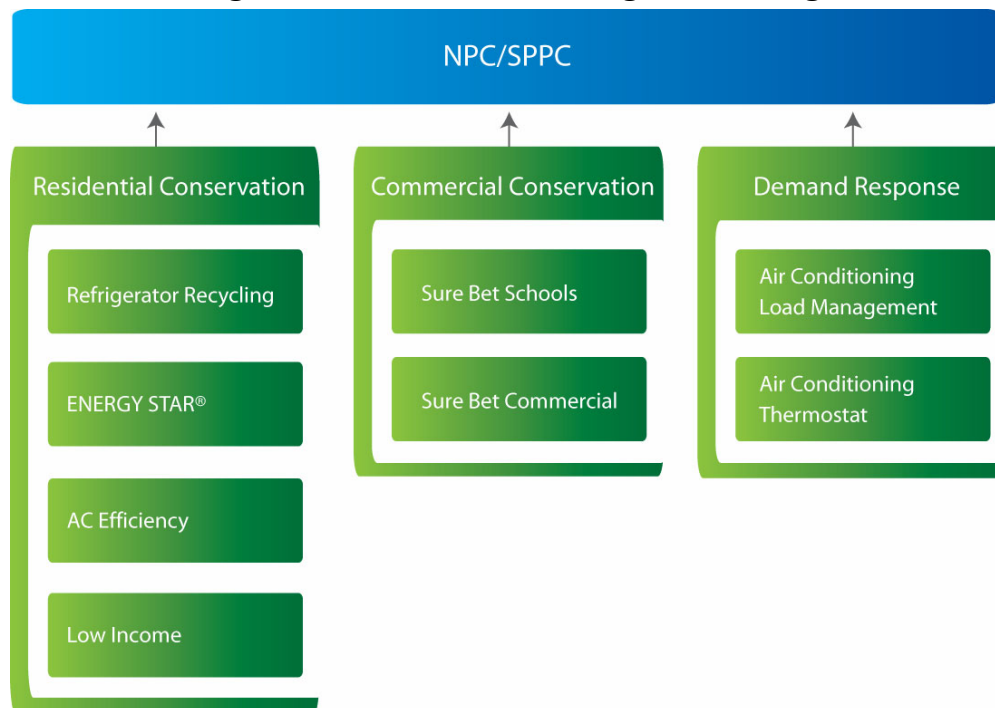 NPC/SPPC
Residential Conservation
Refrigerator Recycling
ENERGY STAR®
AC Efficiency
Low Income
Commercial Conservation
Sure Bet Schools
Sure Bet Commercial
Demand Response
Air Conditioning
Load Management
Air Conditioning
Thermostat